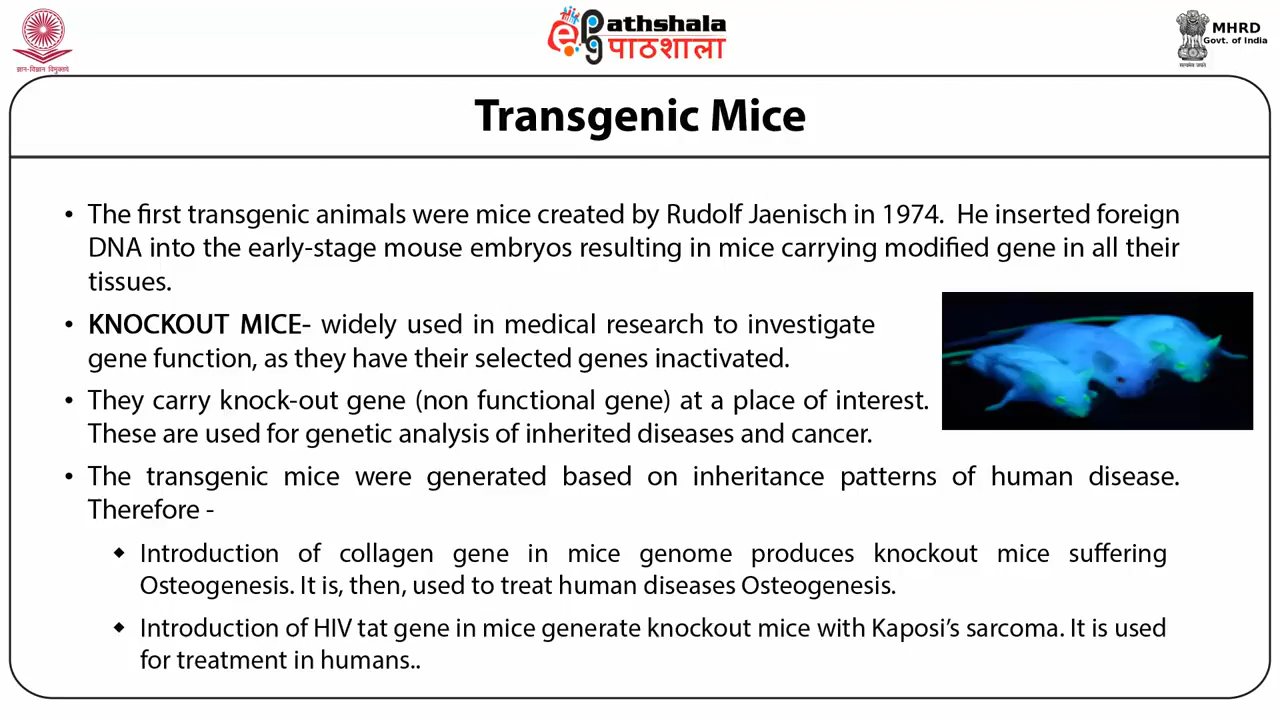 ज्ञान-विज्ञान विमुक्तये
ePathshala
पाठशाला
MHRD
Govt. of India
सत्यमेव जयते
Transgenic Mice
• The first transgenic animals were mice created by Rudolf Jaenisch in 1974. He inserted foreign
DNA into the early-stage mouse embryos resulting in mice carrying modified gene in all their
tissues.
• KNOCKOUT MICE- widely used in medical research to investigate
gene function, as they have their selected genes inactivated.
• They carry knock-out gene (non functional gene) at a place of interest.
These are used for genetic analysis of inherited diseases and cancer.
• The transgenic mice were generated based on inheritance patterns of human disease.
Therefore -
◆ Introduction of collagen gene in mice genome produces knockout mice suffering
Osteogenesis. It is, then, used to treat human diseases Osteogenesis.
◆ Introduction of HIV tat gene in mice generate knockout mice with Kaposi's sarcoma. It is used
for treatment in humans..